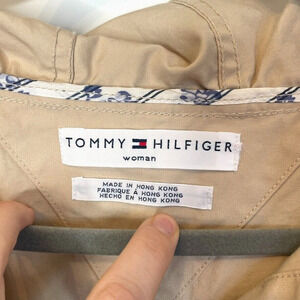 TOMMY HILFIGER
woman
MADE IN HONG KONG
FABRIQUÉ À HONG KONG
HECHO EN HONG KONG